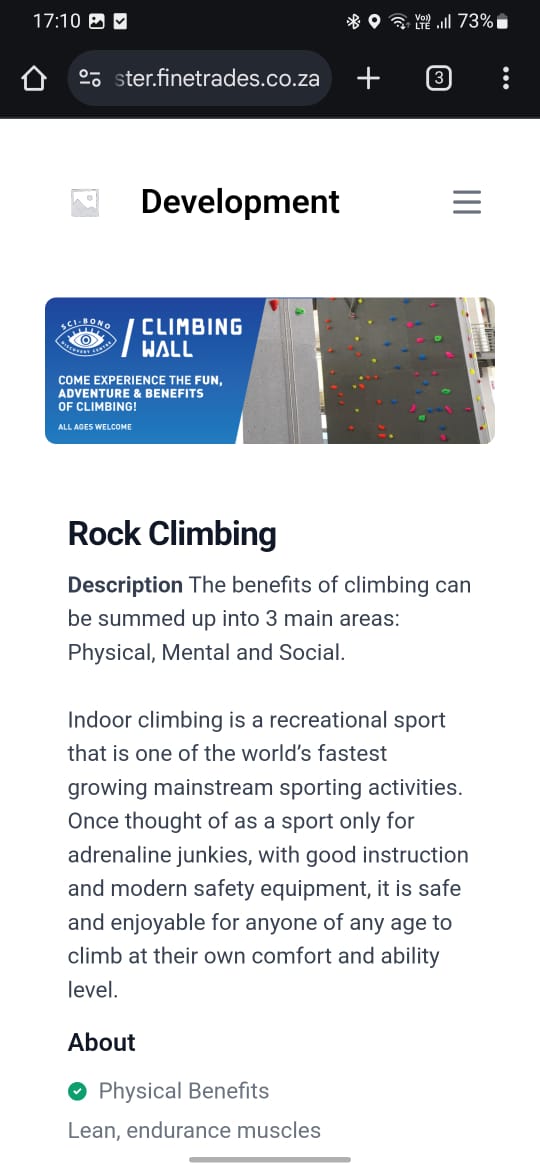 17:10
Vo)) LTE 73%
ster.finetrades.co.za
3
Development
SCI-BONO
DISCOVERY CENTRE
CLIMBING
WALL
COME EXPERIENCE THE FUN,
ADVENTURE & BENEFITS
OF CLIMBING!
ALL AGES WELCOME
Rock Climbing
Description The benefits of climbing can
be summed up into 3 main areas:
Physical, Mental and Social.
Indoor climbing is a recreational sport
that is one of the world’s fastest
growing mainstream sporting activities.
Once thought of as a sport only for
adrenaline junkies, with good instruction
and modern safety equipment, it is safe
and enjoyable for anyone of any age to
climb at their own comfort and ability
level.
About
Physical Benefits
Lean, endurance muscles